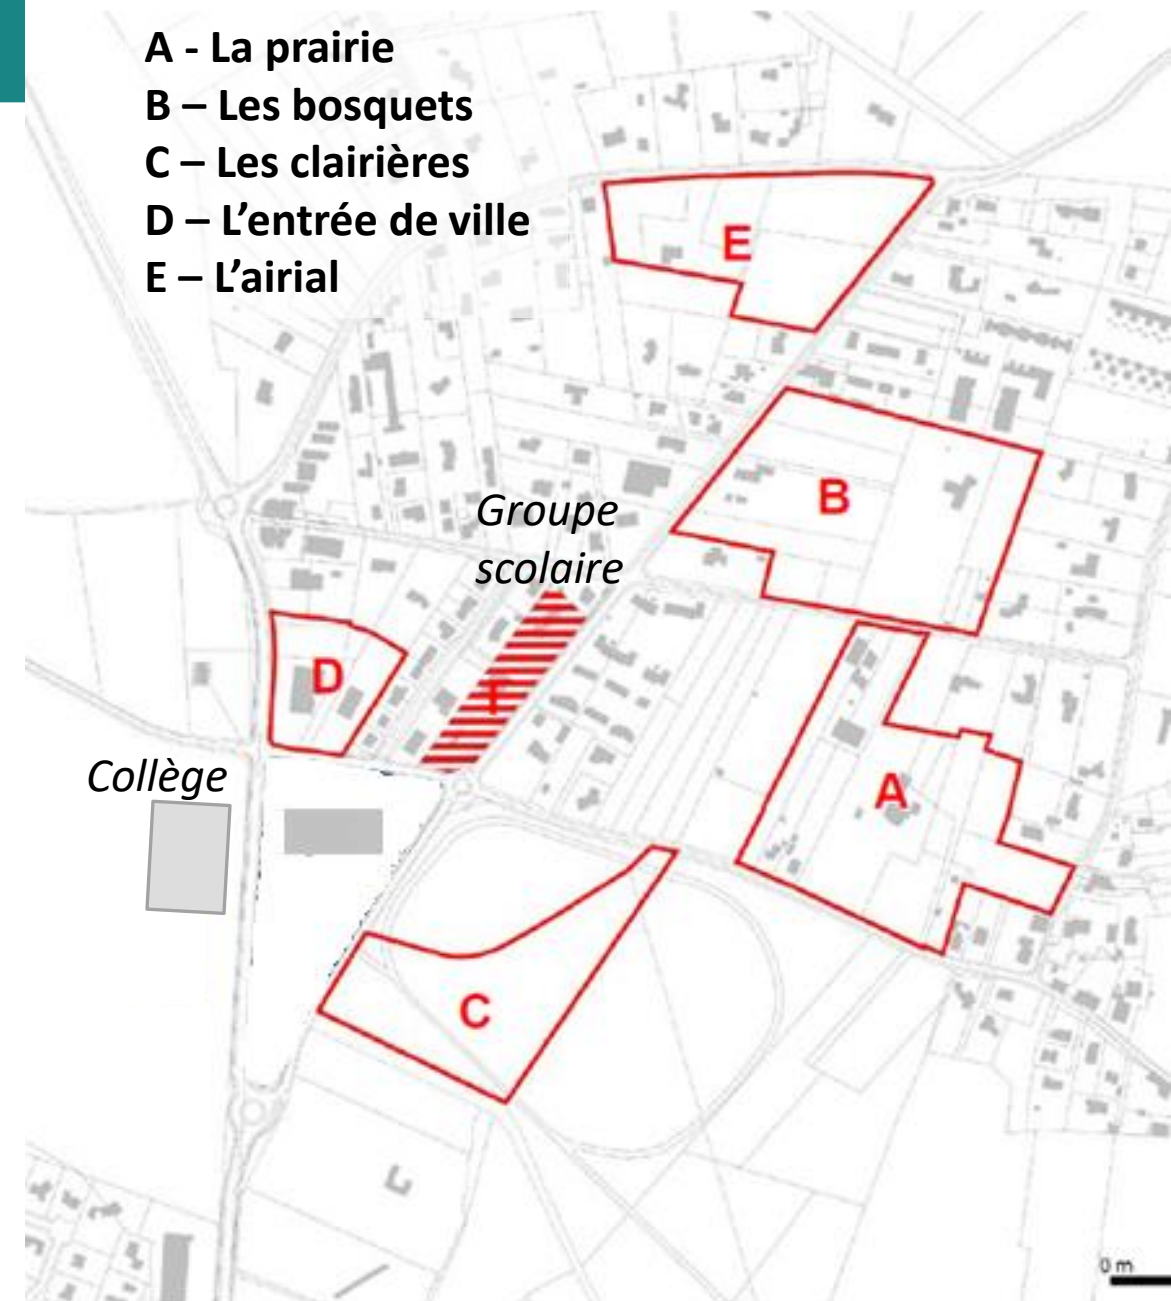 A - La prairie
B – Les bosquets
C – Les clairières
D – L'entrée de ville
E – L'airial
E
B
Groupe
scolaire
D
A
Collège
C
0 m